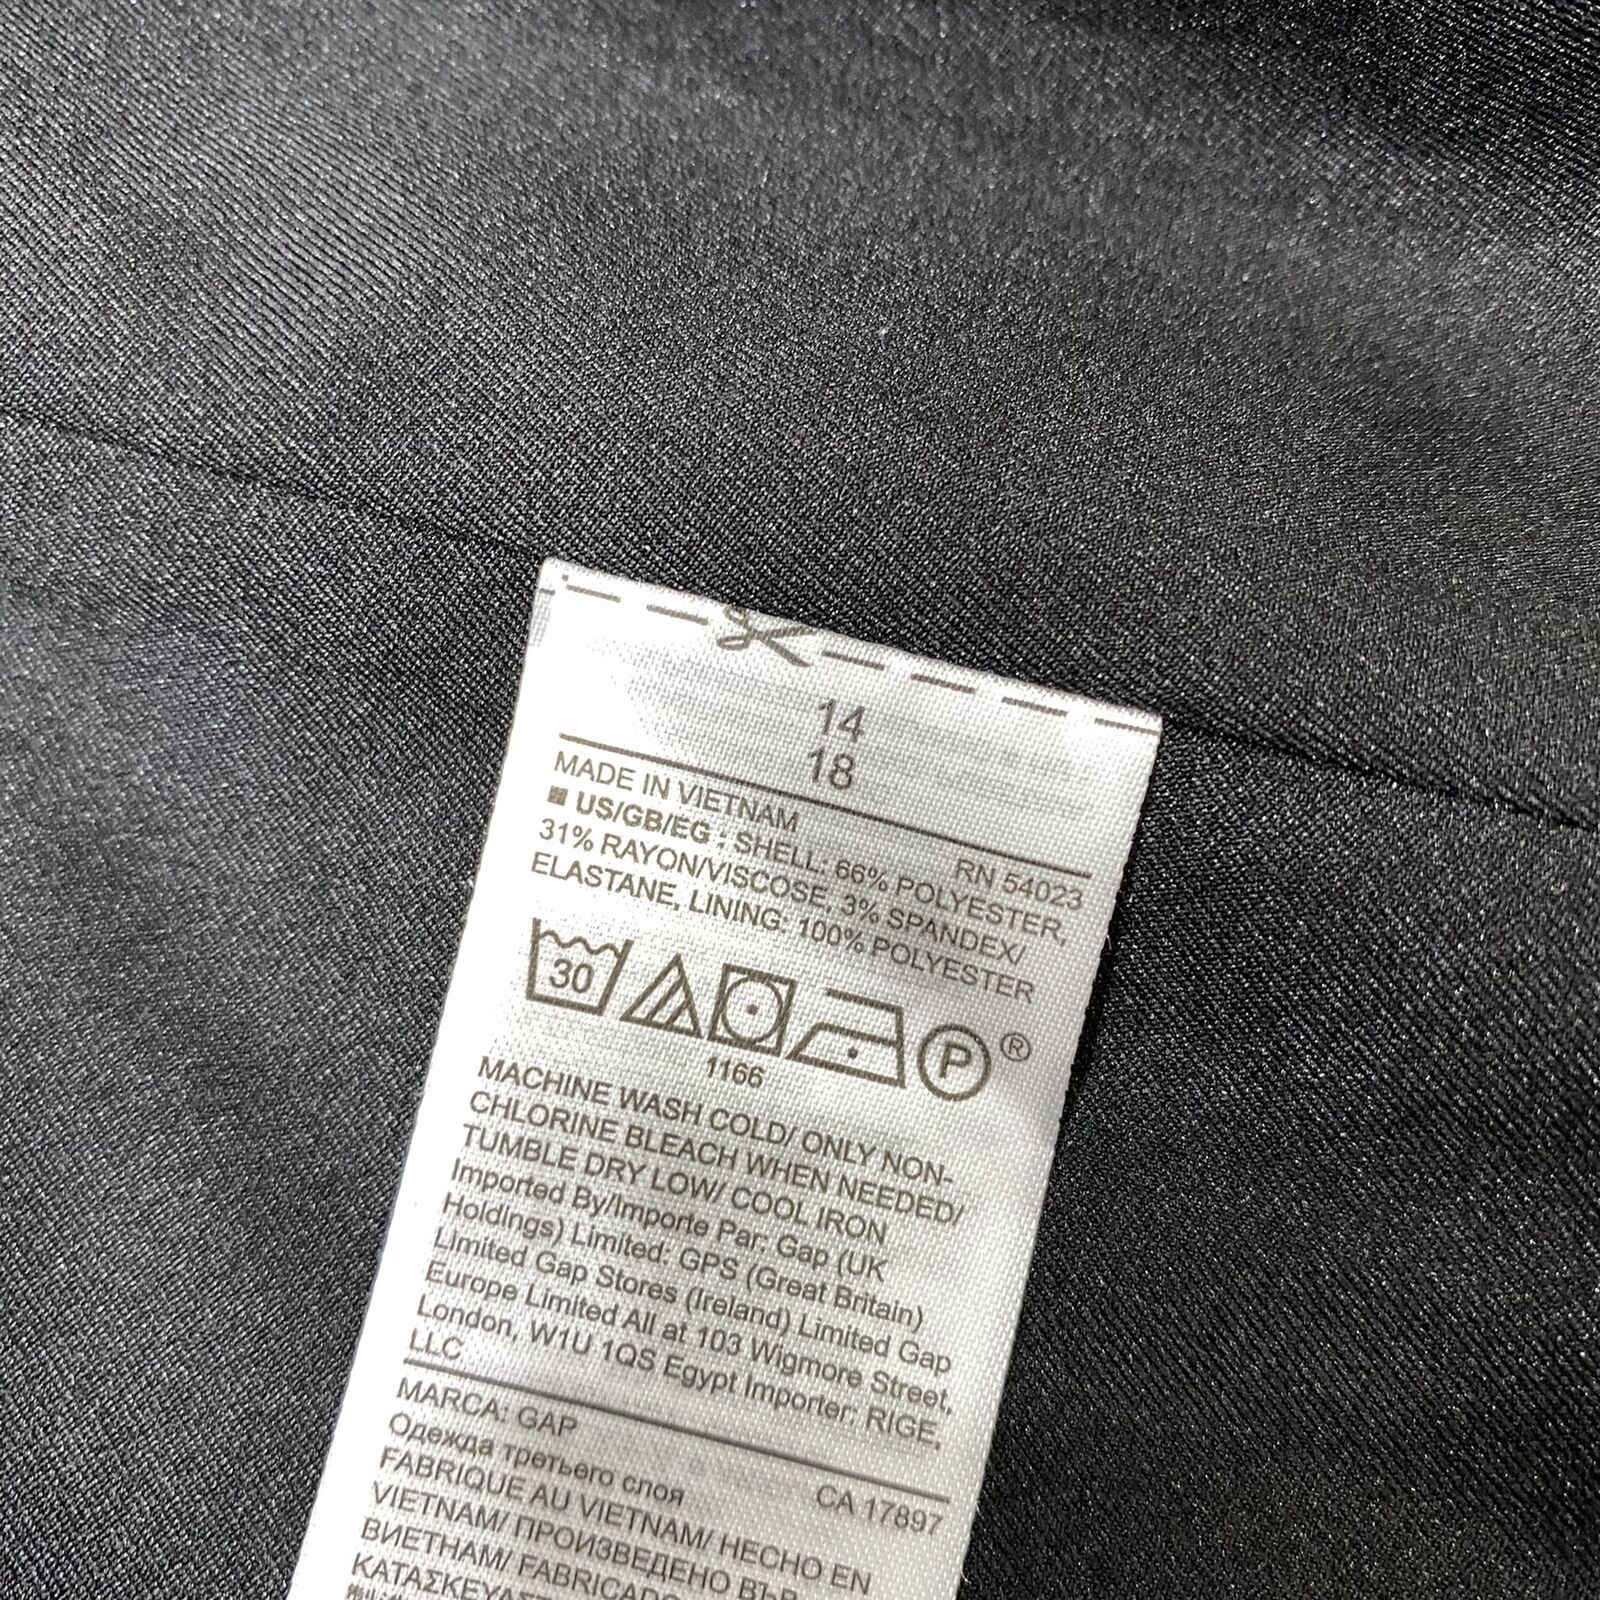 14
18
MADE IN VIETNAM
RN 54023
■ US/GB/EG : SHELL: 66% POLYESTER,
31% RAYON/VISCOSE, 3% SPANDEX/
ELASTANE, LINING: 100% POLYESTER
30
P ®
1166
MACHINE WASH COLD/ ONLY NON-
CHLORINE BLEACH WHEN NEEDED/
TUMBLE DRY LOW/ COOL IRON
Imported By/Importe Par: Gap (UK
Holdings) Limited: GPS (Great Britain)
Limited Gap Stores (Ireland) Limited Gap
Europe Limited All at 103 Wigmore Street,
London, W1U 1QS Egypt Importer: RIGE,
LLC
MARCA: GAP
CA 17897
Одежда третьего слоя
FABRIQUE AU VIETNAM/ HECHO EN
VIETNAM/ ПРОИЗВЕДЕНО ВЪВ
ВИЕТНАМ/ FABRICADO